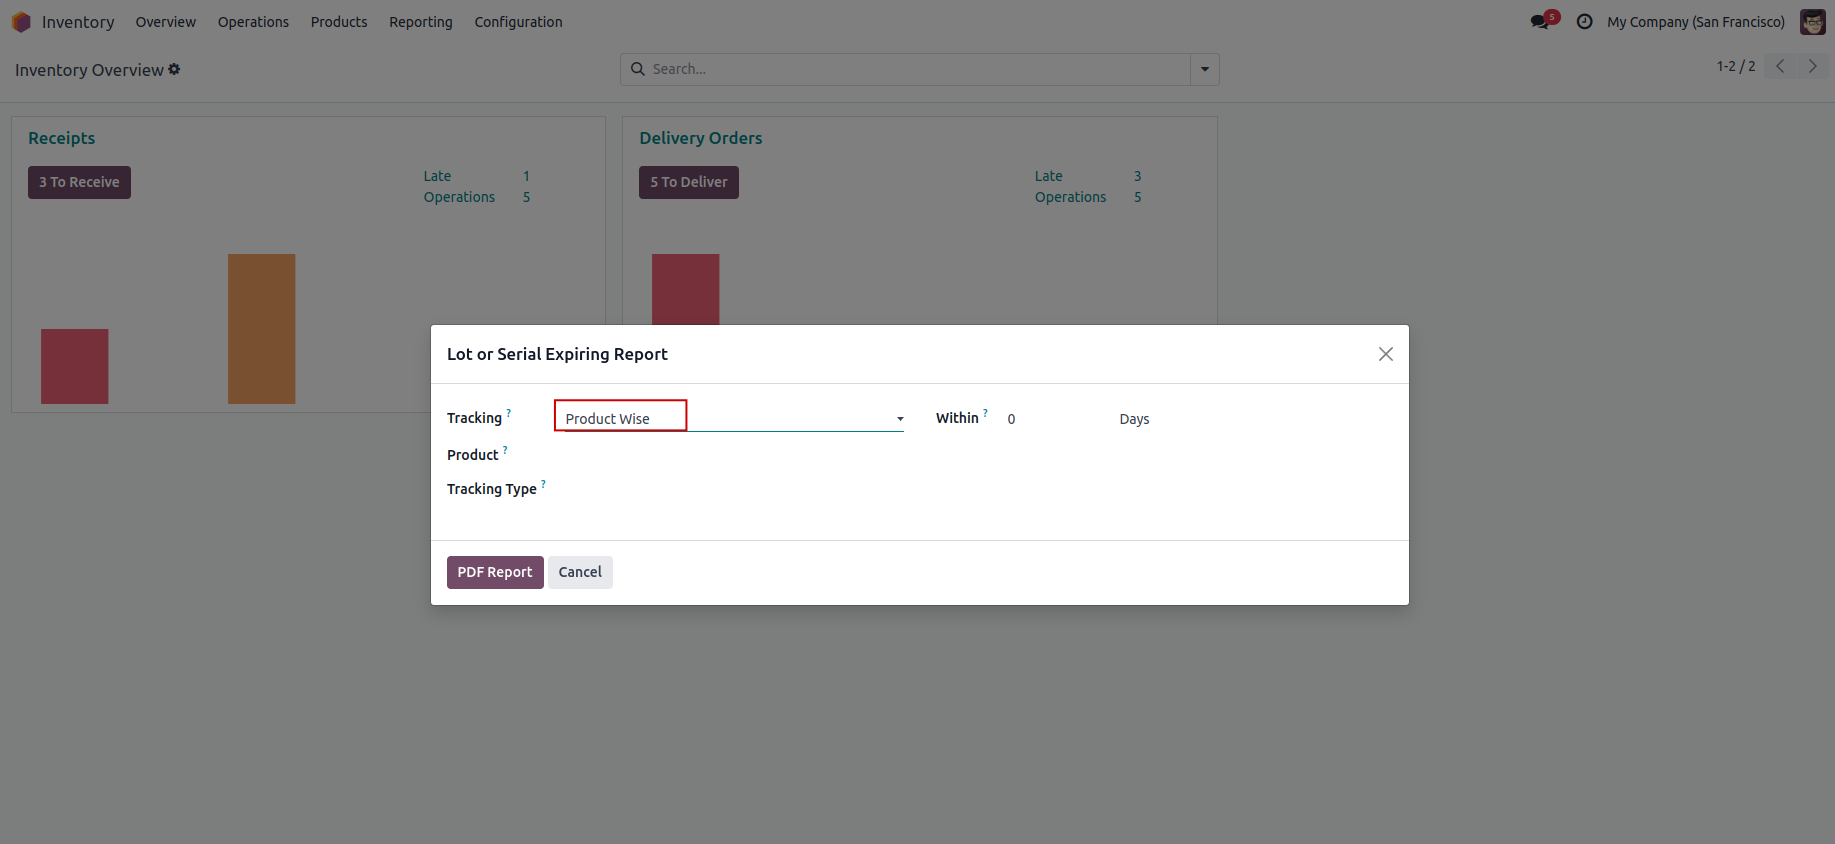 Inventory Overview Operations Products Reporting Configuration 5 My Company (San Francisco)
Inventory Overview Search... 1-2 / 2
Receipts
3 To Receive
Late 1
Operations 5
Delivery Orders
5 To Deliver
Late 3
Operations 5
Lot or Serial Expiring Report
Tracking ? Product Wise Within ? 0 Days
Product ?
Tracking Type ?
PDF Report Cancel